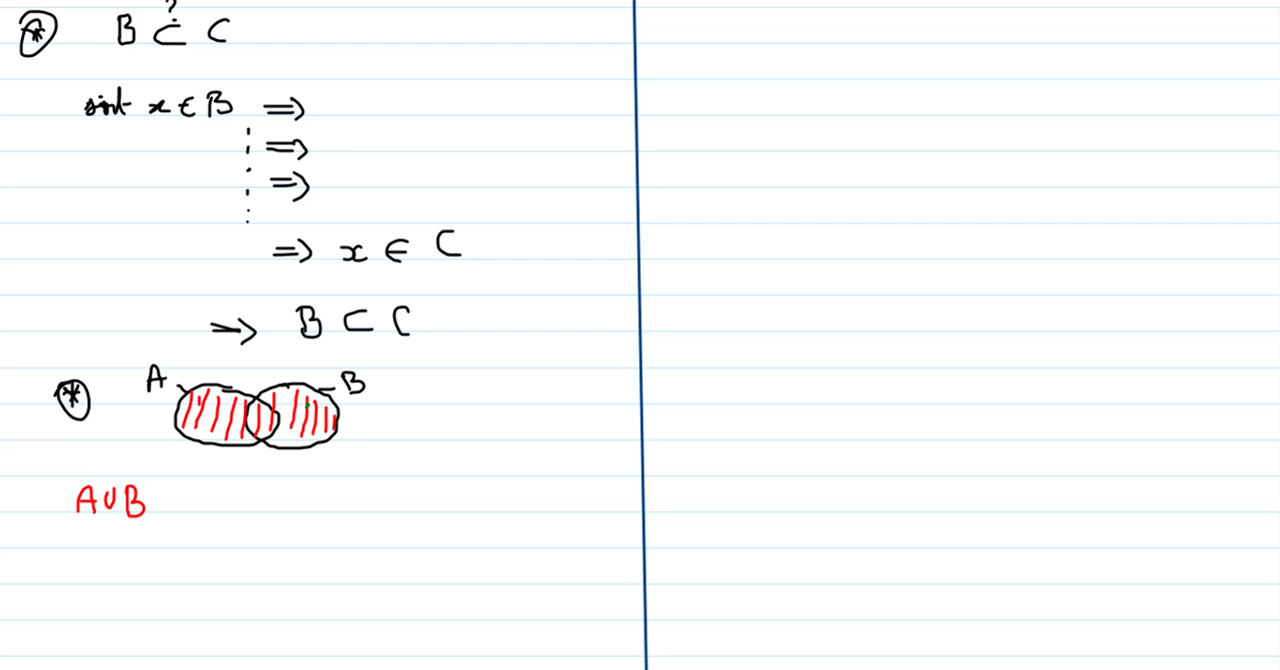 * B ⊂? C
soit x ∈ B =>
=>
=>
=> x ∈ C
=> B ⊂ C
* A B
A∪B